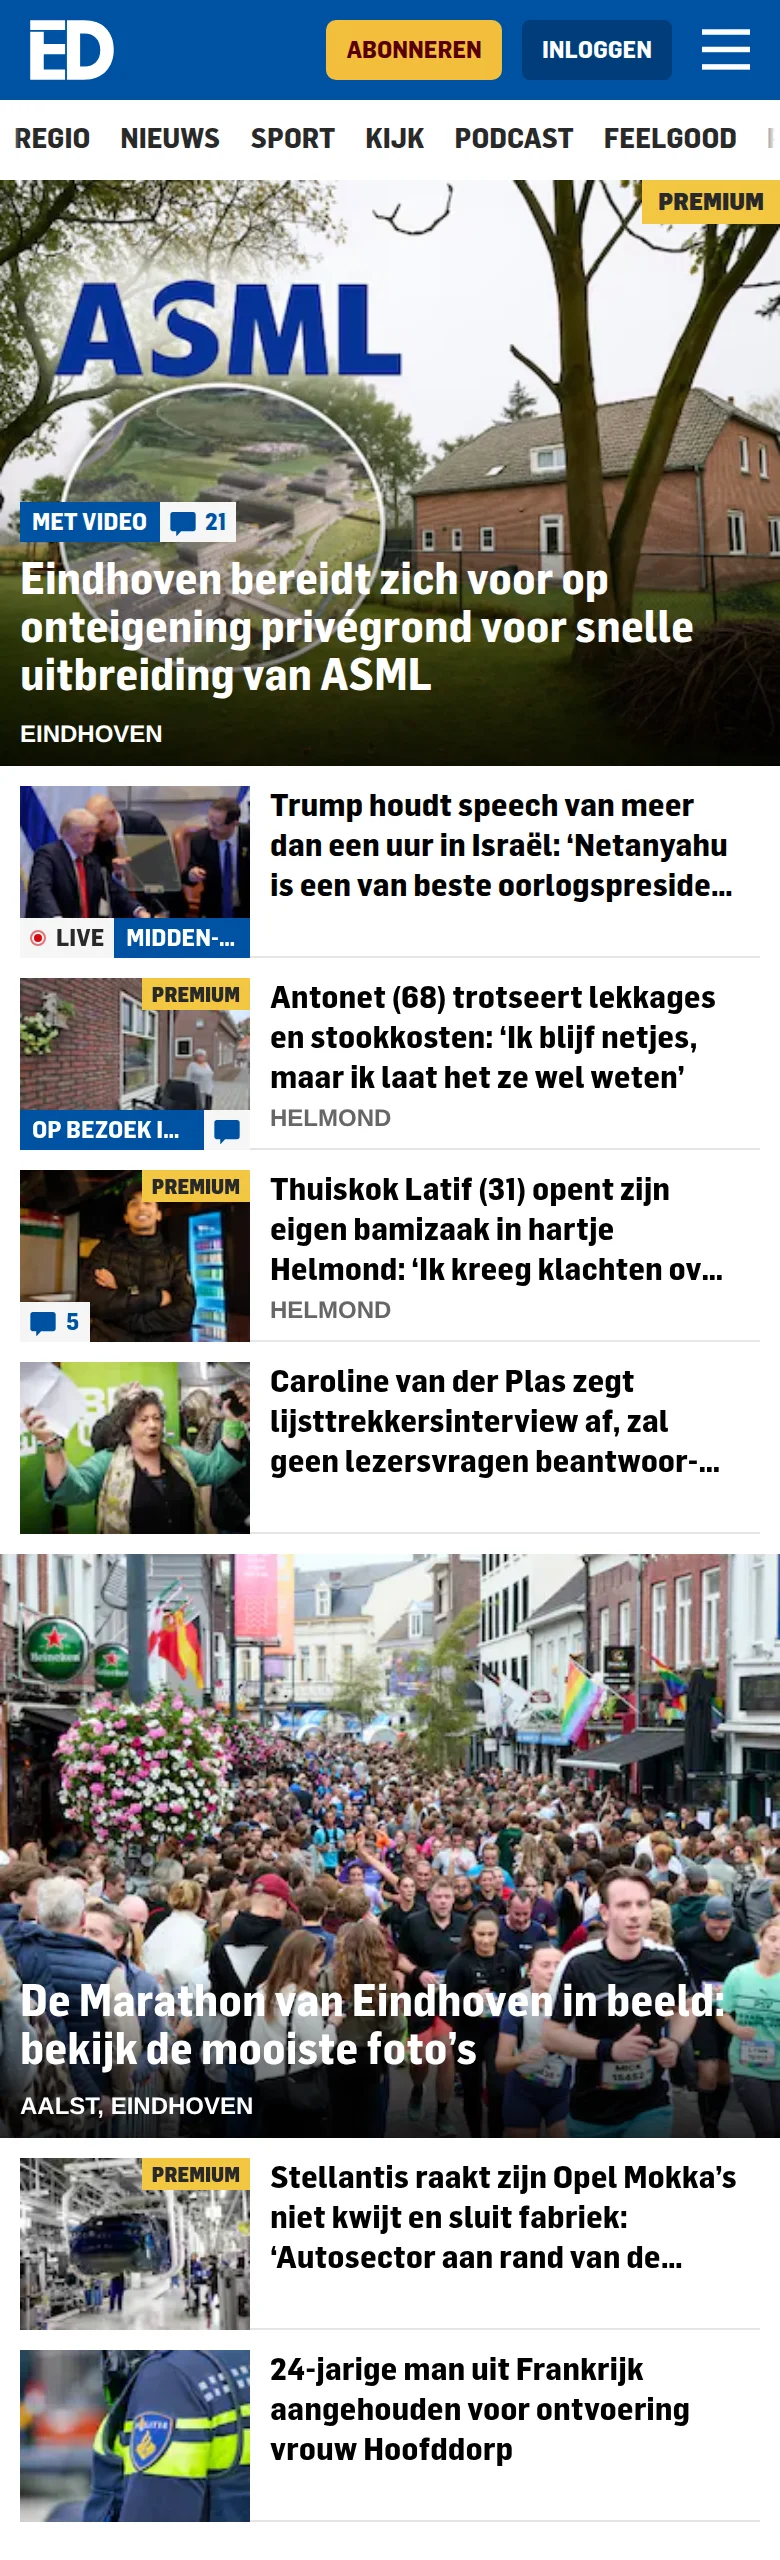 ED
ABONNEREN
INLOGGEN
REGIO NIEUWS SPORT KIJK PODCAST FEELGOOD
PREMIUM
ASML
MET VIDEO
21
Eindhoven bereidt zich voor op
onteigening privégrond voor snelle
uitbreiding van ASML
EINDHOVEN
Trump houdt speech van meer
dan een uur in Israël: ‘Netanyahu
is een van beste oorlogspreside...
LIVE
MIDDEN-...
PREMIUM
Antonet (68) trotseert lekkages
en stookkosten: ‘Ik blijf netjes,
maar ik laat het ze wel weten’
HELMOND
OP BEZOEK I...
PREMIUM
Thuiskok Latif (31) opent zijn
eigen bamizaak in hartje
Helmond: ‘Ik kreeg klachten ov...
HELMOND
5
Caroline van der Plas zegt
lijsttrekkersinterview af, zal
geen lezersvragen beantwoor-...
Heineken
Heineken
De Marathon van Eindhoven in beeld:
bekijk de mooiste foto’s
AALST, EINDHOVEN
PREMIUM
Stellantis raakt zijn Opel Mokka’s
niet kwijt en sluit fabriek:
‘Autosector aan rand van de...
24-jarige man uit Frankrijk
aangehouden voor ontvoering
vrouw Hoofddorp
POLITIE